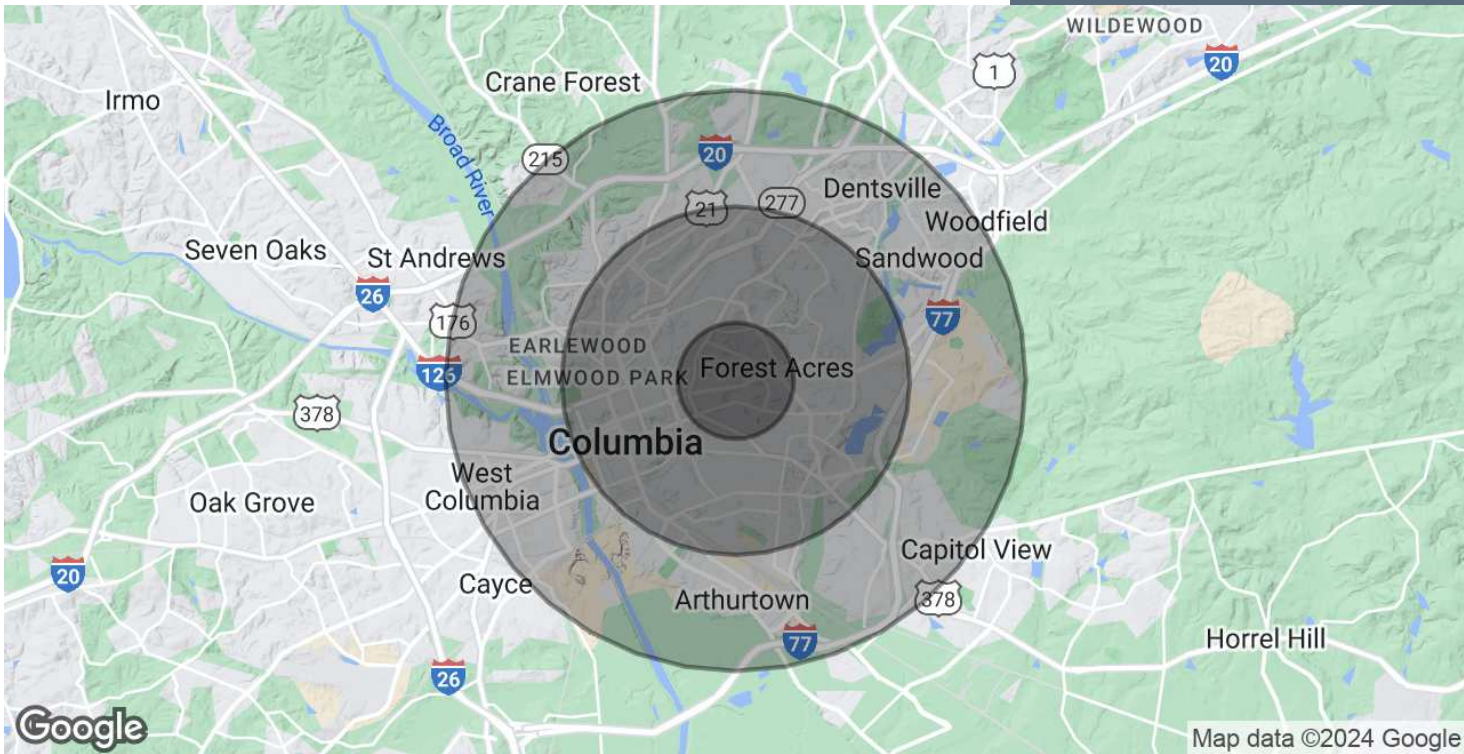 WILDEWOOD
1
20
Crane Forest
Irmo
Broad River
215
20
Dentsville
21
277
Woodfield
Seven Oaks
St Andrews
Sandwood
26
77
176
EARLEWOOD
Forest Acres
126
ELMWOOD PARK
378
Columbia
West
Columbia
Oak Grove
Capitol View
20
Cayce
Arthurtown
378
77
Horrel Hill
26
Google
Map data ©2024 Google